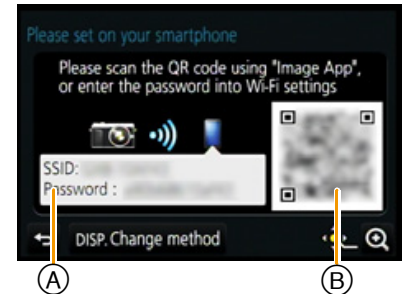 Please set on your smartphone
Please scan the QR code using "Image App",
or enter the password into Wi-Fi settings
SSID:
Password :
DISP. Change method
A
B